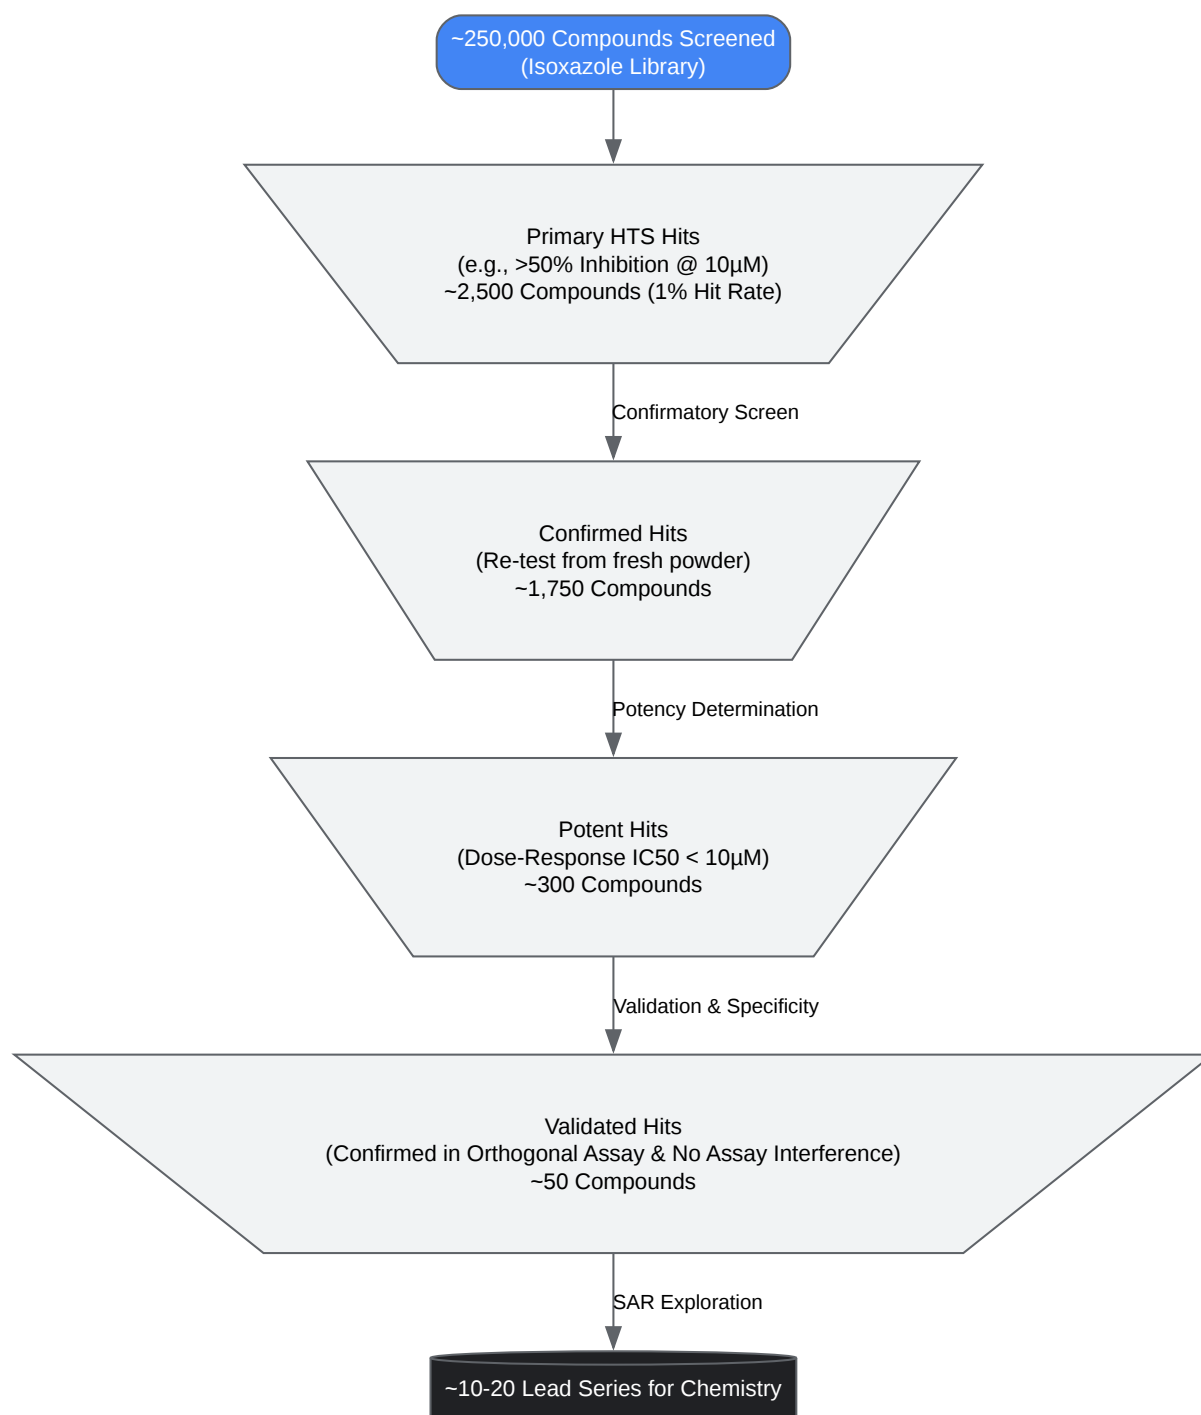 ~250,000 Compounds Screened
(Isoxazole Library)
Primary HTS Hits
(e.g., >50% Inhibition @ 10µM)
~2,500 Compounds (1% Hit Rate)
Confirmatory Screen
Confirmed Hits
(Re-test from fresh powder)
~1,750 Compounds
Potency Determination
Potent Hits
(Dose-Response IC50 < 10µM)
~300 Compounds
Validation & Specificity
Validated Hits
(Confirmed in Orthogonal Assay & No Assay Interference)
~50 Compounds
SAR Exploration
~10-20 Lead Series for Chemistry